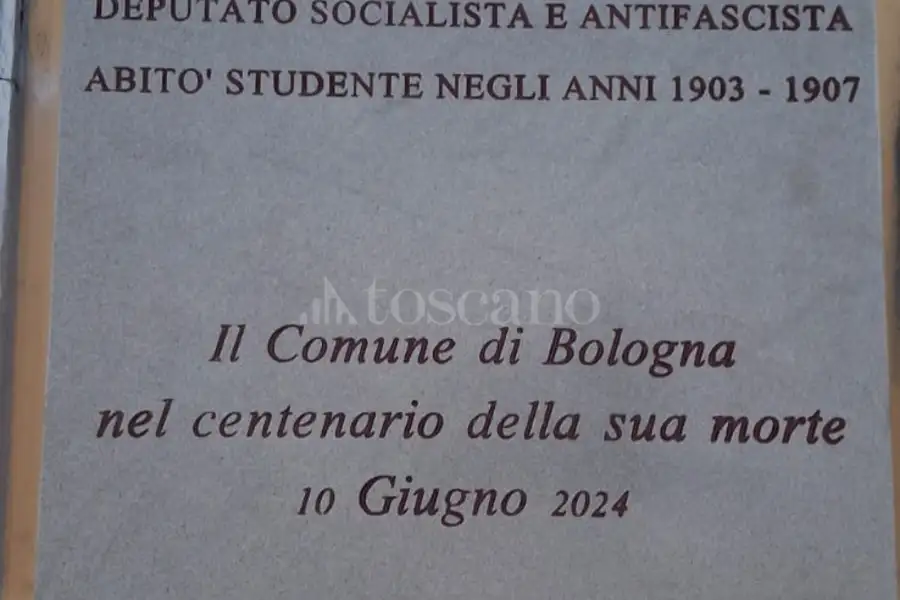 DEPUTATO SOCIALISTA E ANTIFASCISTA
ABITO' STUDENTE NEGLI ANNI 1903 - 1907
toscano
Il Comune di Bologna
nel centenario della sua morte
10 Giugno 2024